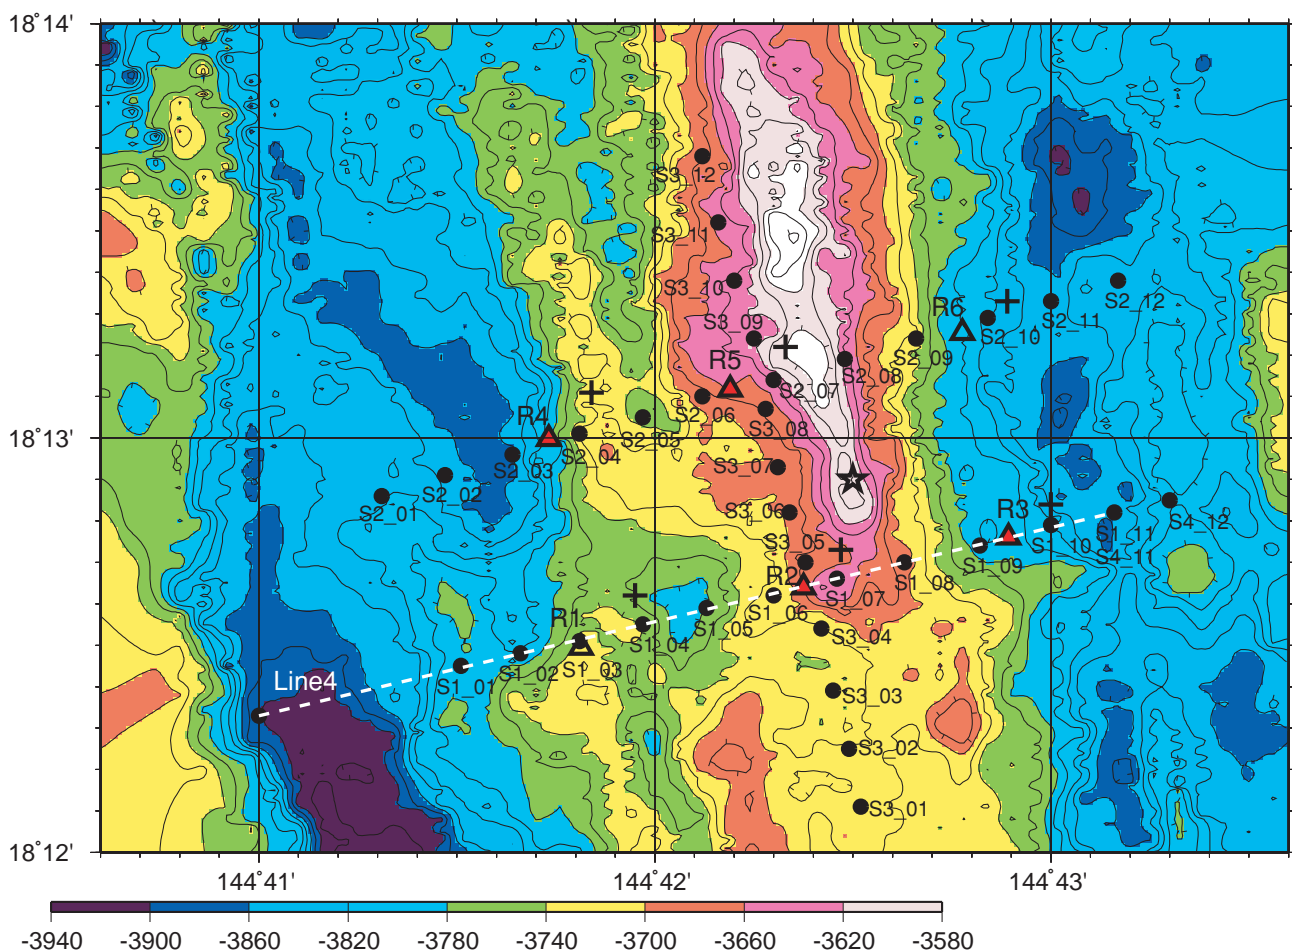 18°14'
S3_12
S3_11
S3_10
R6
S2_12
S3_09
S2_11
S2_10
R5
S2_09
S2_08
S2_07
R4
S2_06
S2_05
S3_08
S2_04
18°13'
S2_03
S3_07
S2_02
S2_01
S3_06
R3
S4_12
S1_11
S3_05
S1_10
S4_11
S1_09
R2
S1_08
S1_07
S1_06
R1
S1_05
S1_04
S3_04
S1_03
S1_02
S1_01
Line4
S3_03
S3_02
S3_01
18°12'
144°41' 144°42' 144°43'
-3940 -3900 -3860 -3820 -3780 -3740 -3700 -3660 -3620 -3580